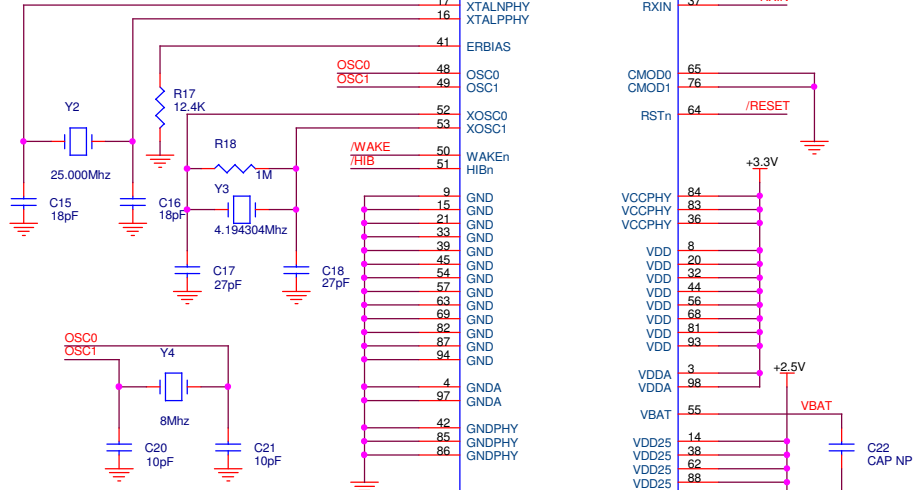 17 XTALNPHY
16 XTALPPHY
37 RXIN
41 ERBIAS
OSC0 48 OSC0
OSC1 49 OSC1
CMOD0 65
CMOD1 76
R17
12.4K
Y2
52 XOSC0
53 XOSC1
RSTn 64 /RESET
R18
1M
/WAKE 50 WAKEn
/HIB 51 HIBn
25.000Mhz
+3.3V
Y3
4.194304Mhz
C15
18pF
C16
18pF
9 GND
15 GND
21 GND
33 GND
39 GND
45 GND
54 GND
57 GND
63 GND
69 GND
82 GND
87 GND
94 GND
VCCPHY 84
VCCPHY 83
VCCPHY 36
VDD 8
VDD 20
VDD 32
VDD 44
VDD 56
VDD 68
VDD 81
VDD 93
C17
27pF
C18
27pF
OSC0
OSC1
Y4
8Mhz
C20
10pF
C21
10pF
4 GNDA
97 GNDA
42 GNDPHY
85 GNDPHY
86 GNDPHY
VDDA 3
VDDA 98
+2.5V
VBAT 55 VBAT
VDD25 14
VDD25 38
VDD25 62
VDD25 88
C22
CAP NP